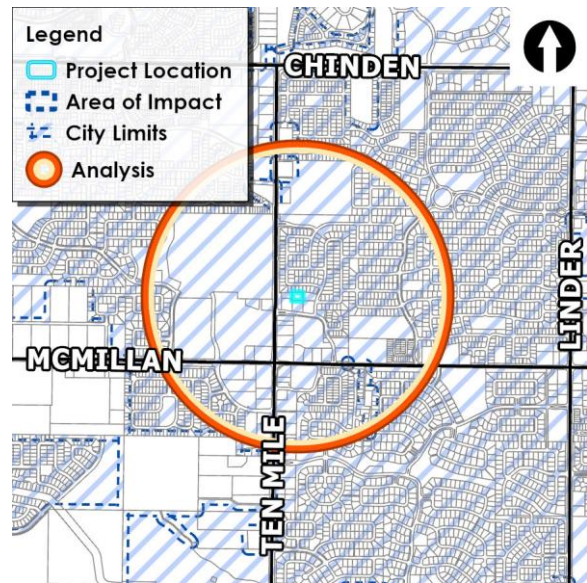 Legend
Project Location
Area of Impact
City Limits
Analysis
CHINDEN
LINDER
MCMILLAN
TEN MILE